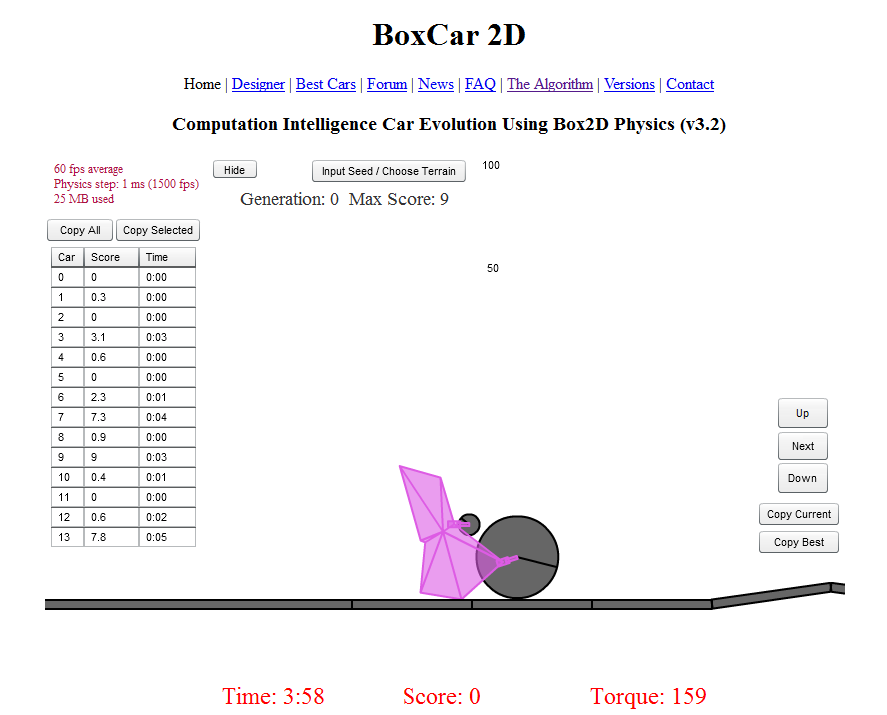 BoxCar 2D
Home | Designer | Best Cars | Forum | News | FAQ | The Algorithm | Versions | Contact
Computation Intelligence Car Evolution Using Box2D Physics (v3.2)
60 fps average
Physics step: 1 ms (1500 fps)
25 MB used
Hide
Input Seed / Choose Terrain
100
Generation: 0 Max Score: 9
Copy All Copy Selected
Car Score Time
0 0 0:00
1 0.3 0:00
2 0 0:00
3 3.1 0:03
4 0.6 0:00
5 0 0:00
6 2.3 0:01
7 7.3 0:04
8 0.9 0:00
9 9 0:03
10 0.4 0:01
11 0 0:00
12 0.6 0:02
13 7.8 0:05
50
Up
Next
Down
Copy Current
Copy Best
Time: 3:58 Score: 0 Torque: 159